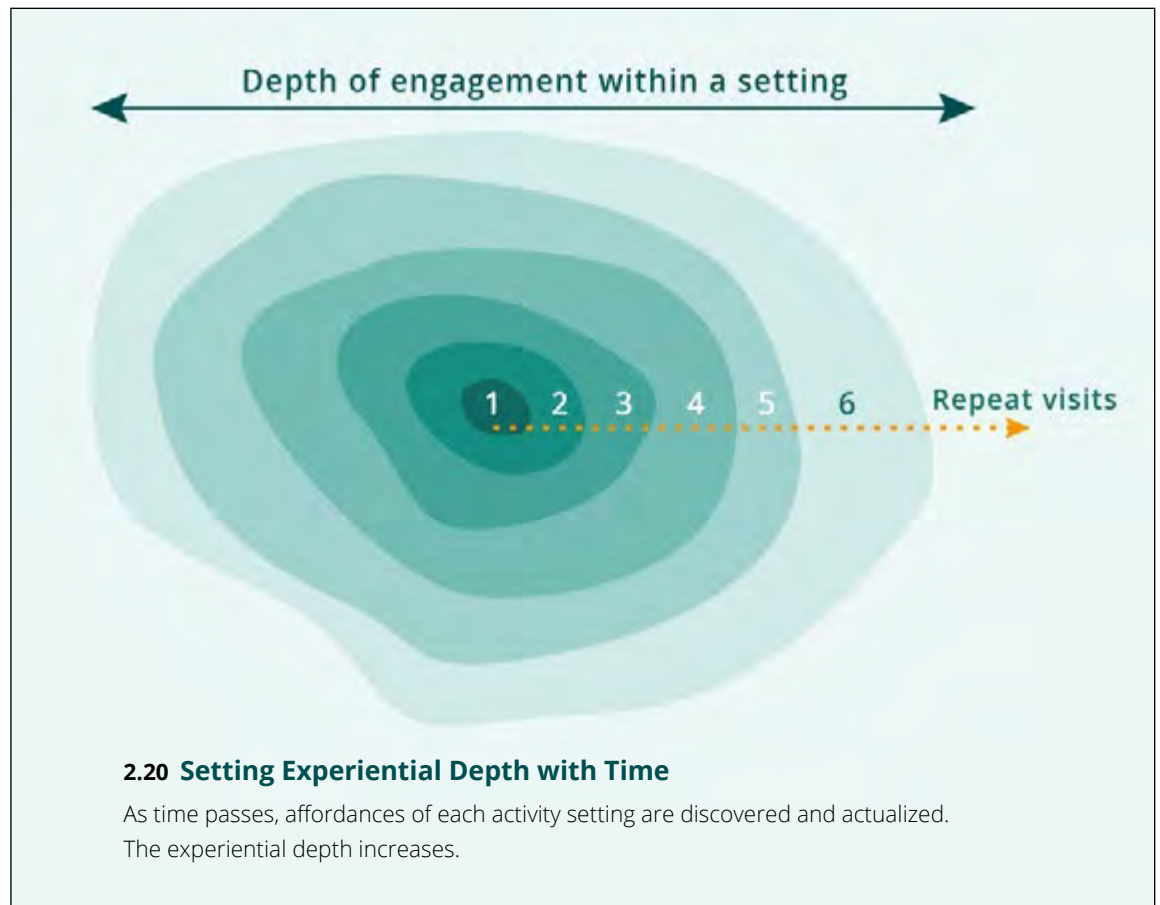 Depth of engagement within a setting
1 2 3 4 5 6 Repeat visits
2.20 Setting Experiential Depth with Time
As time passes, affordances of each activity setting are discovered and actualized.
The experiential depth increases.